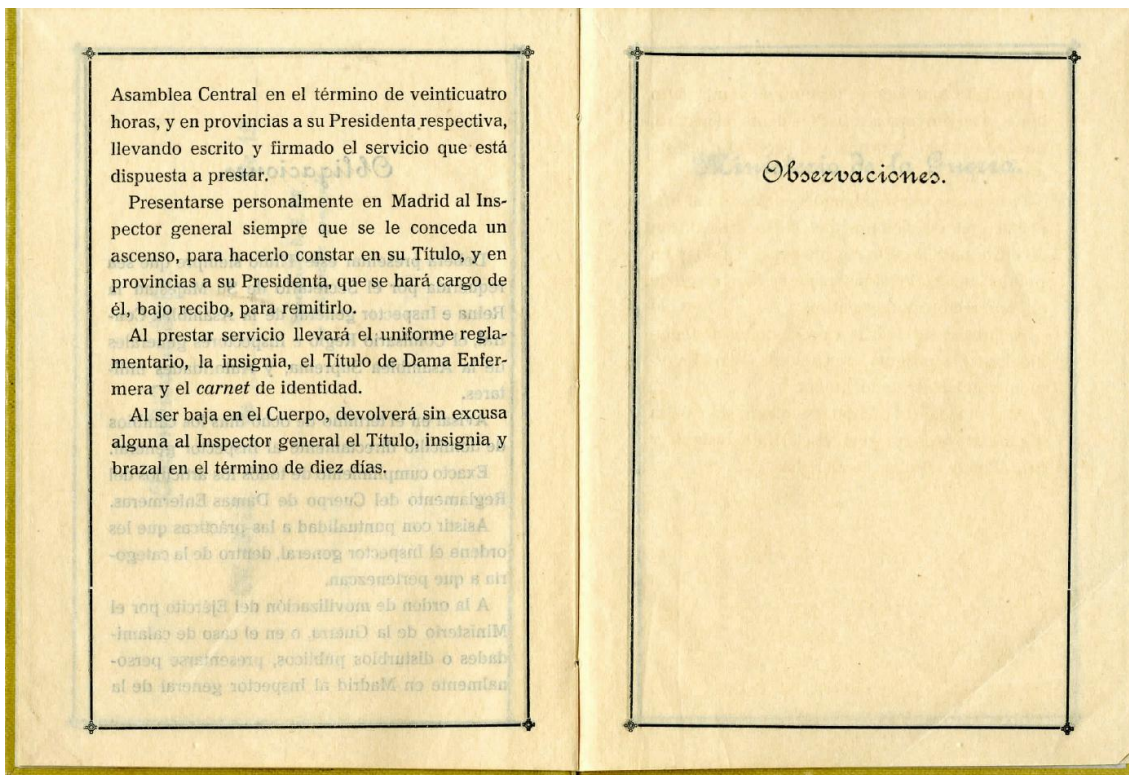 Asamblea Central en el término de veinticuatro
horas, y en provincias a su Presidenta respectiva,
llevando escrito y firmado el servicio que está
dispuesta a prestar.
Presentarse personalmente en Madrid al Ins-
pector general siempre que se le conceda un
ascenso, para hacerlo constar en su Título, y en
provincias a su Presidenta, que se hará cargo de
él, bajo recibo, para remitirlo.
Al prestar servicio llevará el uniforme regla-
mentario, la insignia, el Título de Dama Enfer-
mera y el carnet de identidad.
Al ser baja en el Cuerpo, devolverá sin excusa
alguna al Inspector general el Título, insignia y
brazal en el término de diez días.
Observaciones.